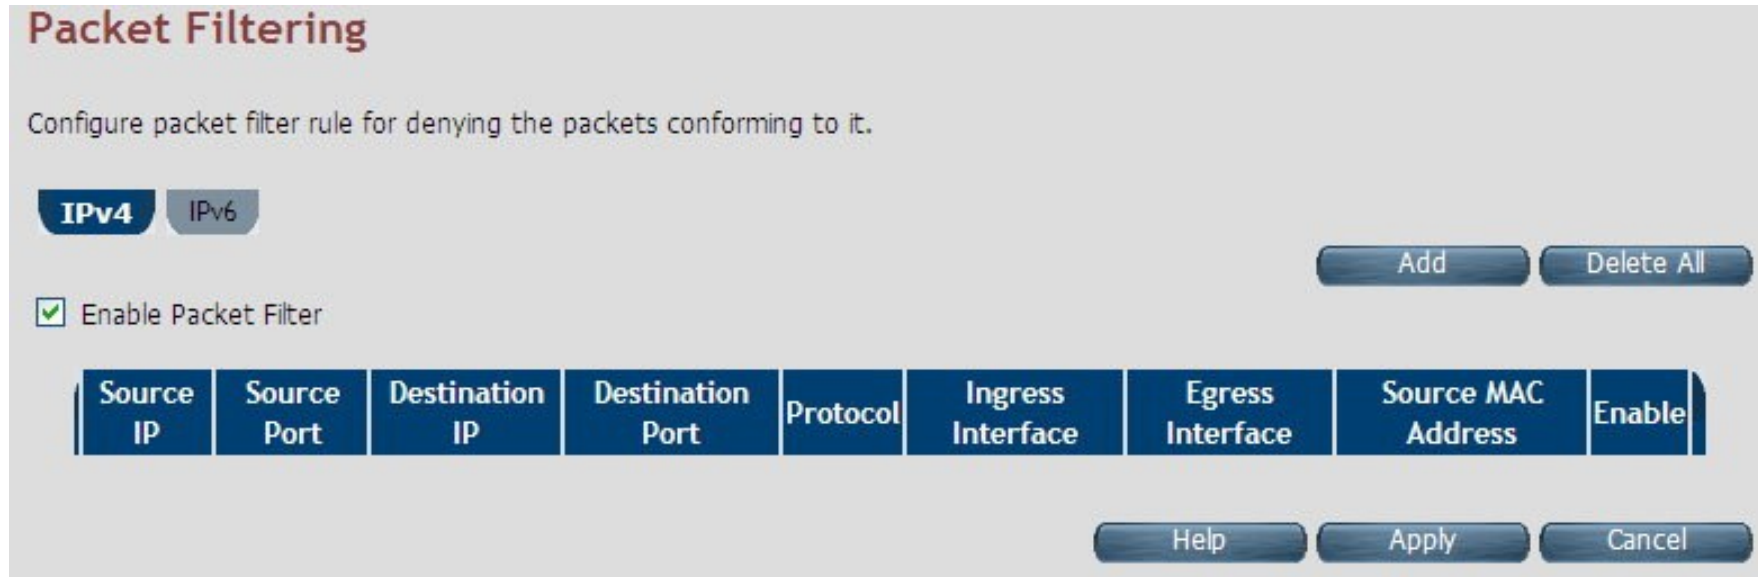 Packet Filtering
Configure packet filter rule for denying the packets conforming to it.
IPv4 IPv6
Add Delete All
Enable Packet Filter
Source IP Source Port Destination IP Destination Port Protocol Ingress Interface Egress Interface Source MAC Address Enable
Help Apply Cancel